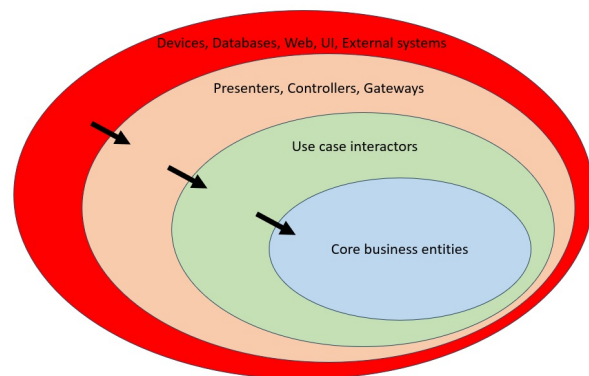 Devices, Databases, Web, UI, External systems
Presenters, Controllers, Gateways
Use case interactors
Core business entities